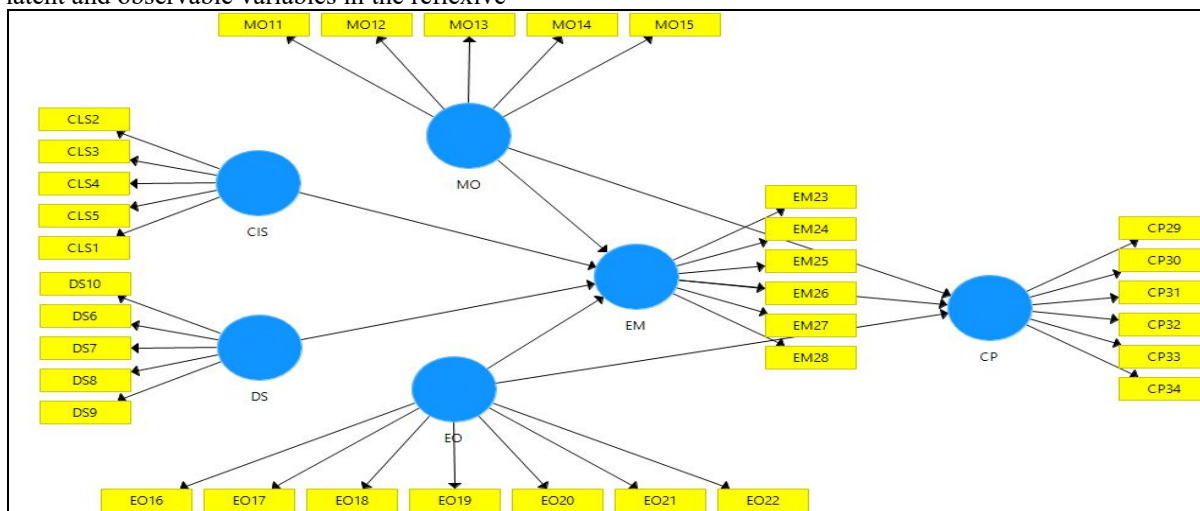 latent and observable variables in the reflexive
MO11 MO12 MO13 MO14 MO15
MO
CLS2
CLS3
CLS4
CLS5
CLS1
CIS
DS10
DS6
DS7
DS8
DS9
DS
EM23
EM24
EM25
EM26
EM27
EM28
EM
CP29
CP30
CP31
CP32
CP33
CP34
CP
EO
EO16 EO17 EO18 EO19 EO20 EO21 EO22